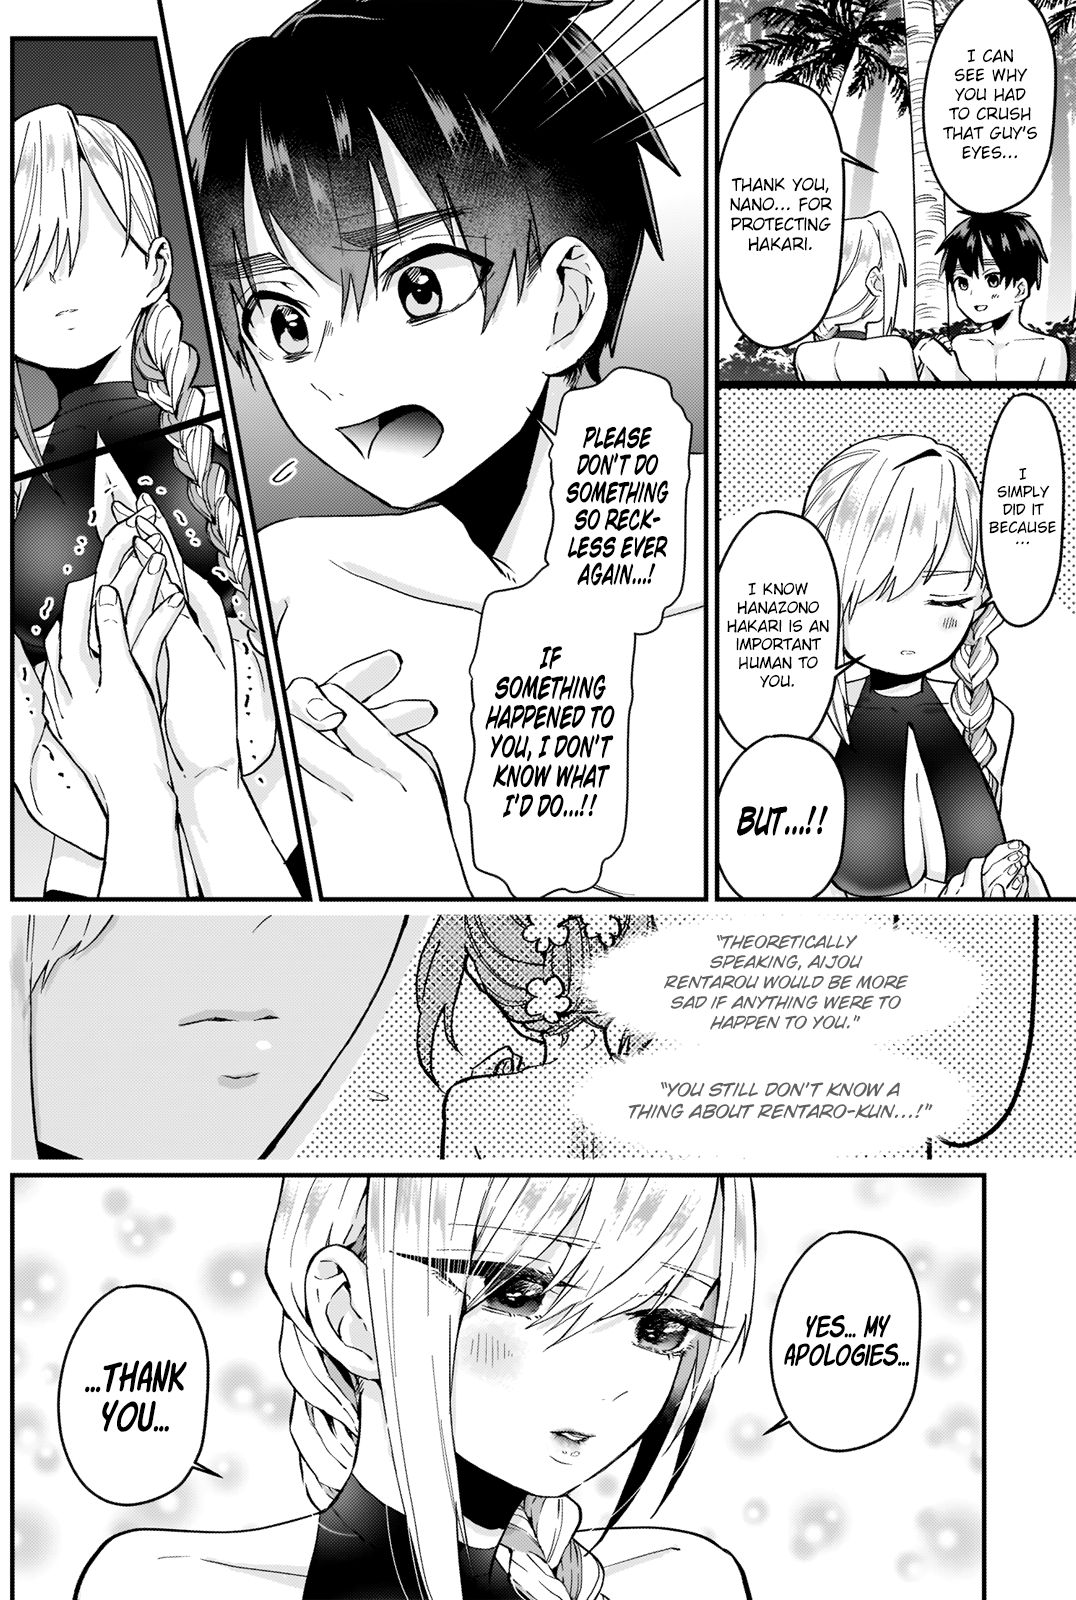 I CAN
SEE WHY
YOU HAD
TO CRUSH
THAT GUY'S
EYES...
THANK YOU,
NANO... FOR
PROTECTING
HAKARI.
I
SIMPLY
DID IT
BECAUSE
...
I KNOW
HANAZONO
HAKARI IS AN
IMPORTANT
HUMAN TO
YOU.
BUT...!!
PLEASE
DON'T DO
SOMETHING
SO RECK-
LESS EVER
AGAIN...!
IF
SOMETHING
HAPPENED TO
YOU, I DON'T
KNOW WHAT
I'D DO...!!
"THEORETICALLY
SPEAKING, AIJOU
RENTAROU WOULD BE MORE
SAD IF ANYTHING WERE TO
HAPPEN TO YOU."
"YOU STILL DON'T KNOW A
THING ABOUT RENTARO-KUN...!"
YES... MY
APOLOGIES...
...THANK
YOU...